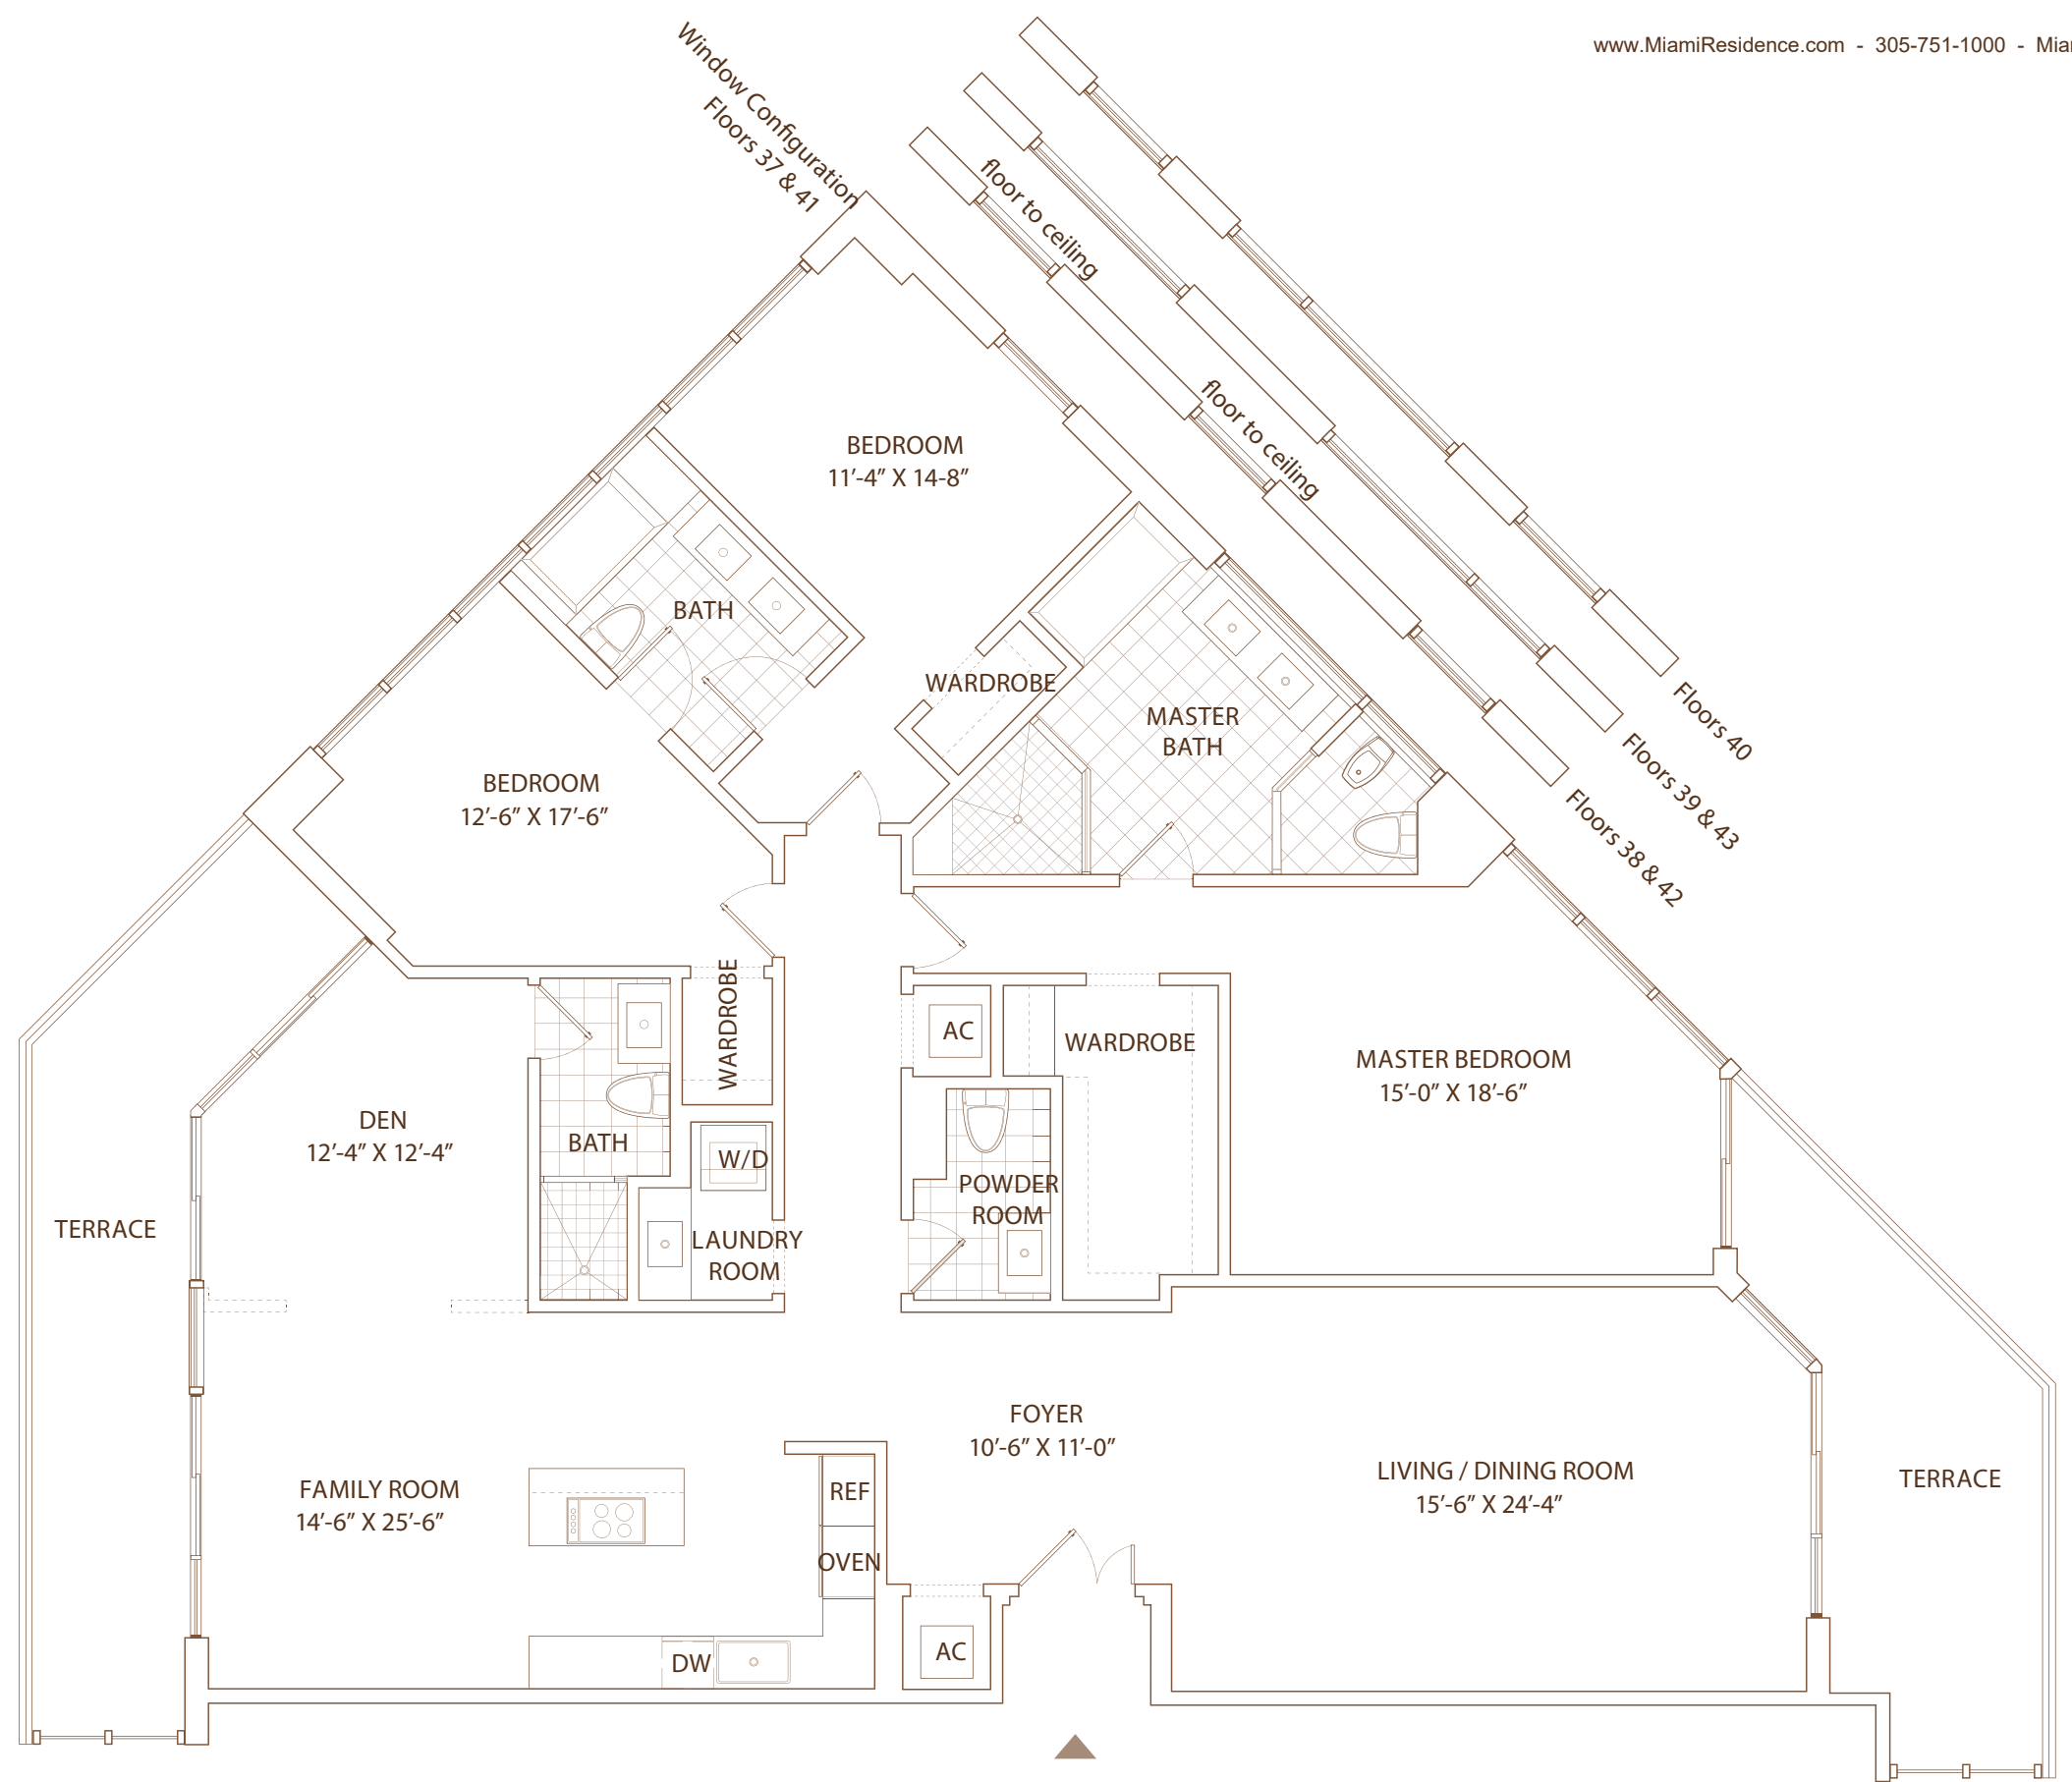 www.MiamiResidence.com - 305-751-1000 -
Window Configuration
Floors 37 & 41
floor to ceiling
floor to ceiling
Floors 40
Floors 39 & 43
Floors 38 & 42
BEDROOM
11’-4” X 14-8”
BATH
WARDROBE
MASTER
BATH
BEDROOM
12’-6” X 17’-6”
WARDROBE
AC
WARDROBE
MASTER BEDROOM
15’-0” X 18’-6”
DEN
12’-4” X 12’-4”
BATH
W/D
POWDER
ROOM
TERRACE
LAUNDRY
ROOM
FOYER
10’-6” X 11’-0”
LIVING / DINING ROOM
15’-6” X 24’-4”
TERRACE
FAMILY ROOM
14’-6” X 25’-6”
REF
OVEN
AC
DW